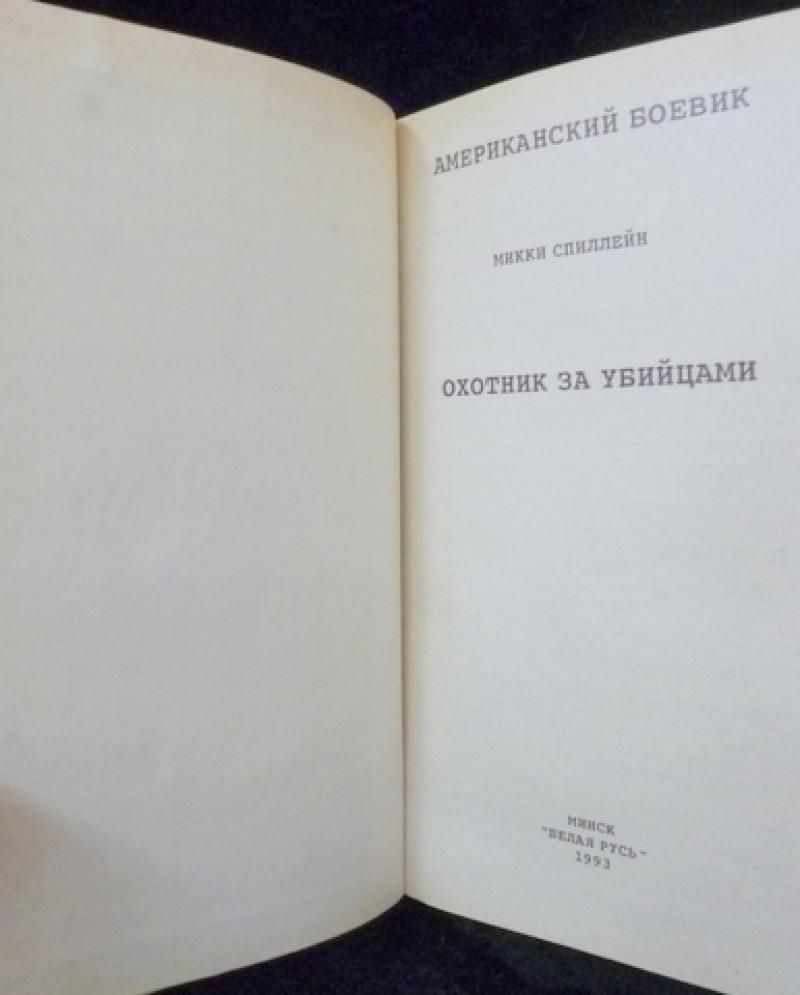 АМЕРИКАНСКИЙ БОЕВИК
МИККИ СПИЛЛЕЙН
ОХОТНИК ЗА УБИЙЦАМИ
МИНСК
"БЕЛАЯ РУСЬ"
1993